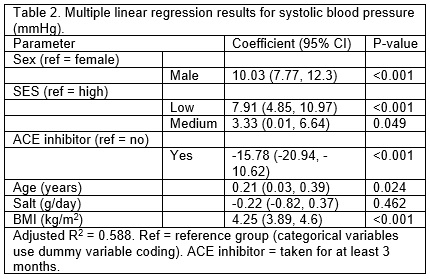 Table 2. Multiple linear regression results for systolic blood pressure
(mmHg).
Parameter Coefficient (95% CI) P-value
Sex (ref = female)
Male 10.03 (7.77, 12.3) <0.001
SES (ref = high)
Low 7.91 (4.85, 10.97) <0.001
Medium 3.33 (0.01, 6.64) 0.049
ACE inhibitor (ref = no)
Yes -15.78 (-20.94, - <0.001
10.62)
Age (years) 0.21 (0.03, 0.39) 0.024
Salt (g/day) -0.22 (-0.82, 0.37) 0.462
BMI (kg/m²) 4.25 (3.89, 4.6) <0.001
Adjusted R² = 0.588. Ref = reference group (categorical variables
use dummy variable coding). ACE inhibitor = taken for at least 3
months.